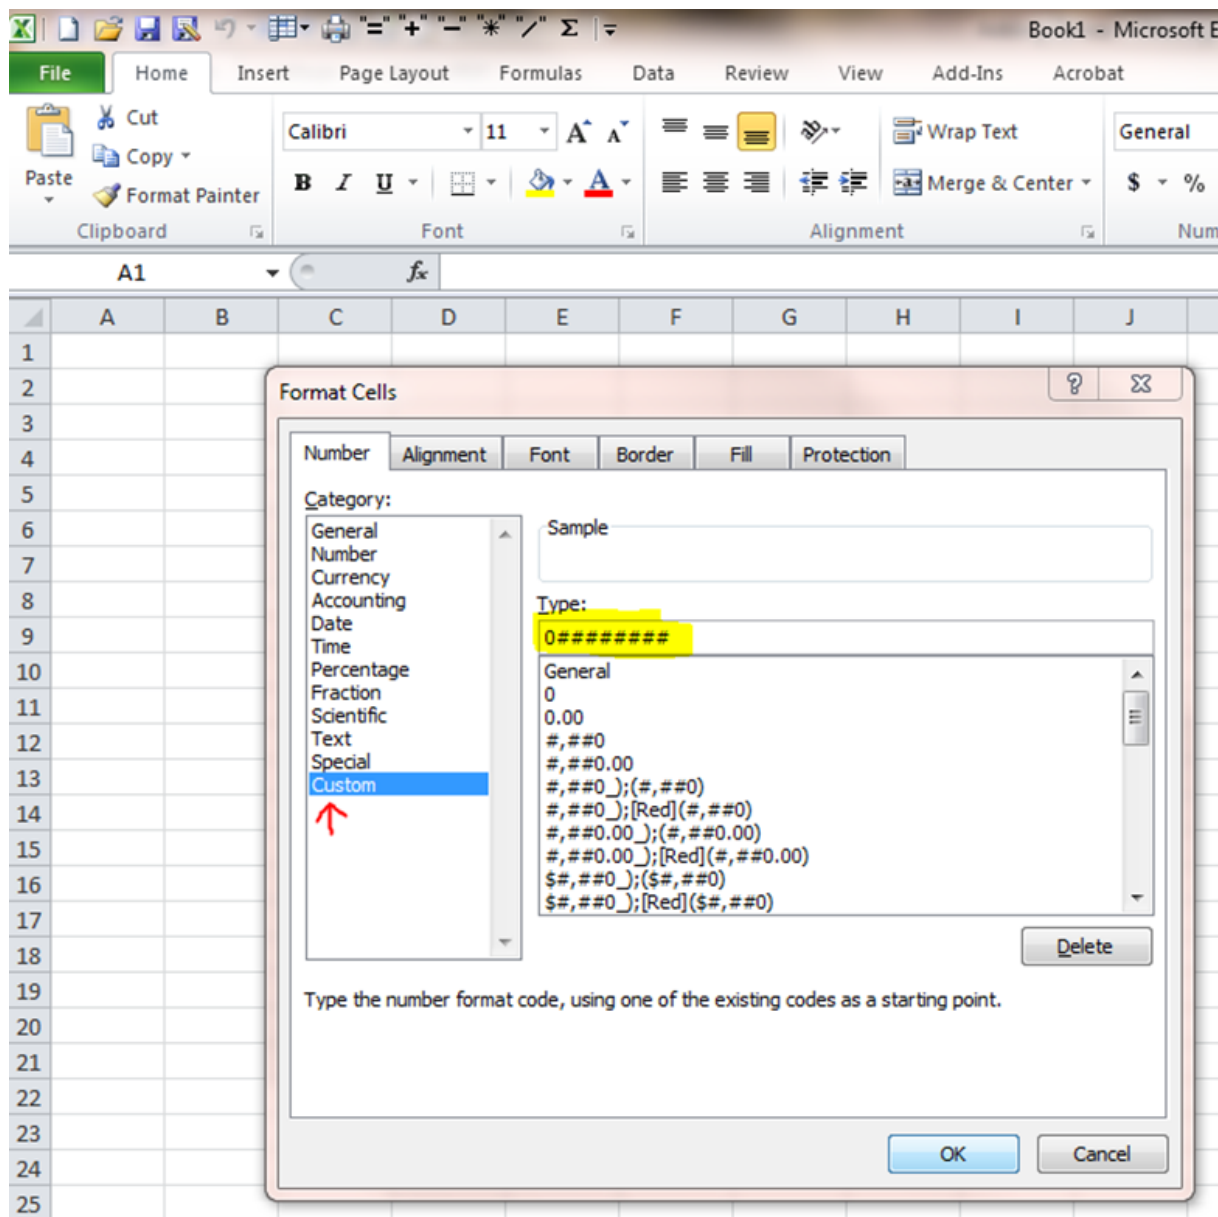 "=" "+" "−" "*" "/" Σ Book1 - Microsoft E
File Home Insert Page Layout Formulas Data Review View Add-Ins Acrobat
Cut
Calibri 11 A A Wrap Text General
Copy
Paste
Format Painter B I U A Merge & Center $ %
Clipboard Font Alignment Num
A1 fx
A B C D E F G H I J
1
2
Format Cells
3
4
Number Alignment Font Border Fill Protection
5
Category:
6
General Sample
7
Number
Currency
8
Accounting Type:
Date
9
0########
Time
10
Percentage General
Fraction 0
11
Scientific 0.00
12
Text #,##0
Special #,##0.00
13
Custom #,##0_);(#,##0)
#,##0_);[Red](#,##0)
14
#,##0.00_);(#,##0.00)
15
#,##0.00_);[Red](#,##0.00)
$#,##0_);($#,##0)
16
$#,##0_);[Red]($#,##0)
17
18
Delete
19
Type the number format code, using one of the existing codes as a starting point.
20
21
22
23
24
OK Cancel
25